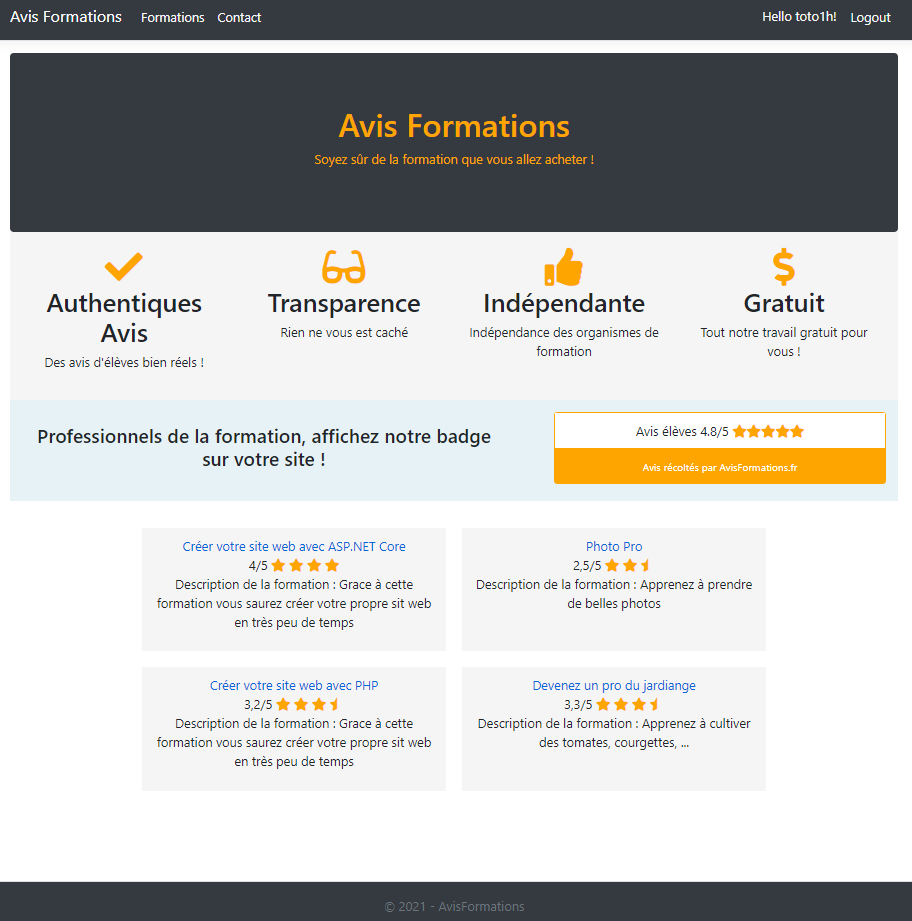 Avis Formations Formations Contact Hello toto1h! Logout
Avis Formations
Soyez sûr de la formation que vous allez acheter !
Authentiques
Avis
Des avis d'élèves bien réels !
Transparence
Rien ne vous est caché
Indépendante
Indépendance des organismes de
formation
Gratuit
Tout notre travail gratuit pour
vous !
Professionnels de la formation, affichez notre badge
sur votre site !
Avis élèves 4.8/5
Avis récoltés par AvisFormations.fr
Créer votre site web avec ASP.NET Core
4/5
Description de la formation : Grace à cette
formation vous saurez créer votre propre sit web
en très peu de temps
Photo Pro
2,5/5
Description de la formation : Apprenez à prendre
de belles photos
Créer votre site web avec PHP
3,2/5
Description de la formation : Grace à cette
formation vous saurez créer votre propre sit web
en très peu de temps
Devenez un pro du jardiange
3,3/5
Description de la formation : Apprenez à cultiver
des tomates, courgettes, ...
© 2021 - AvisFormations